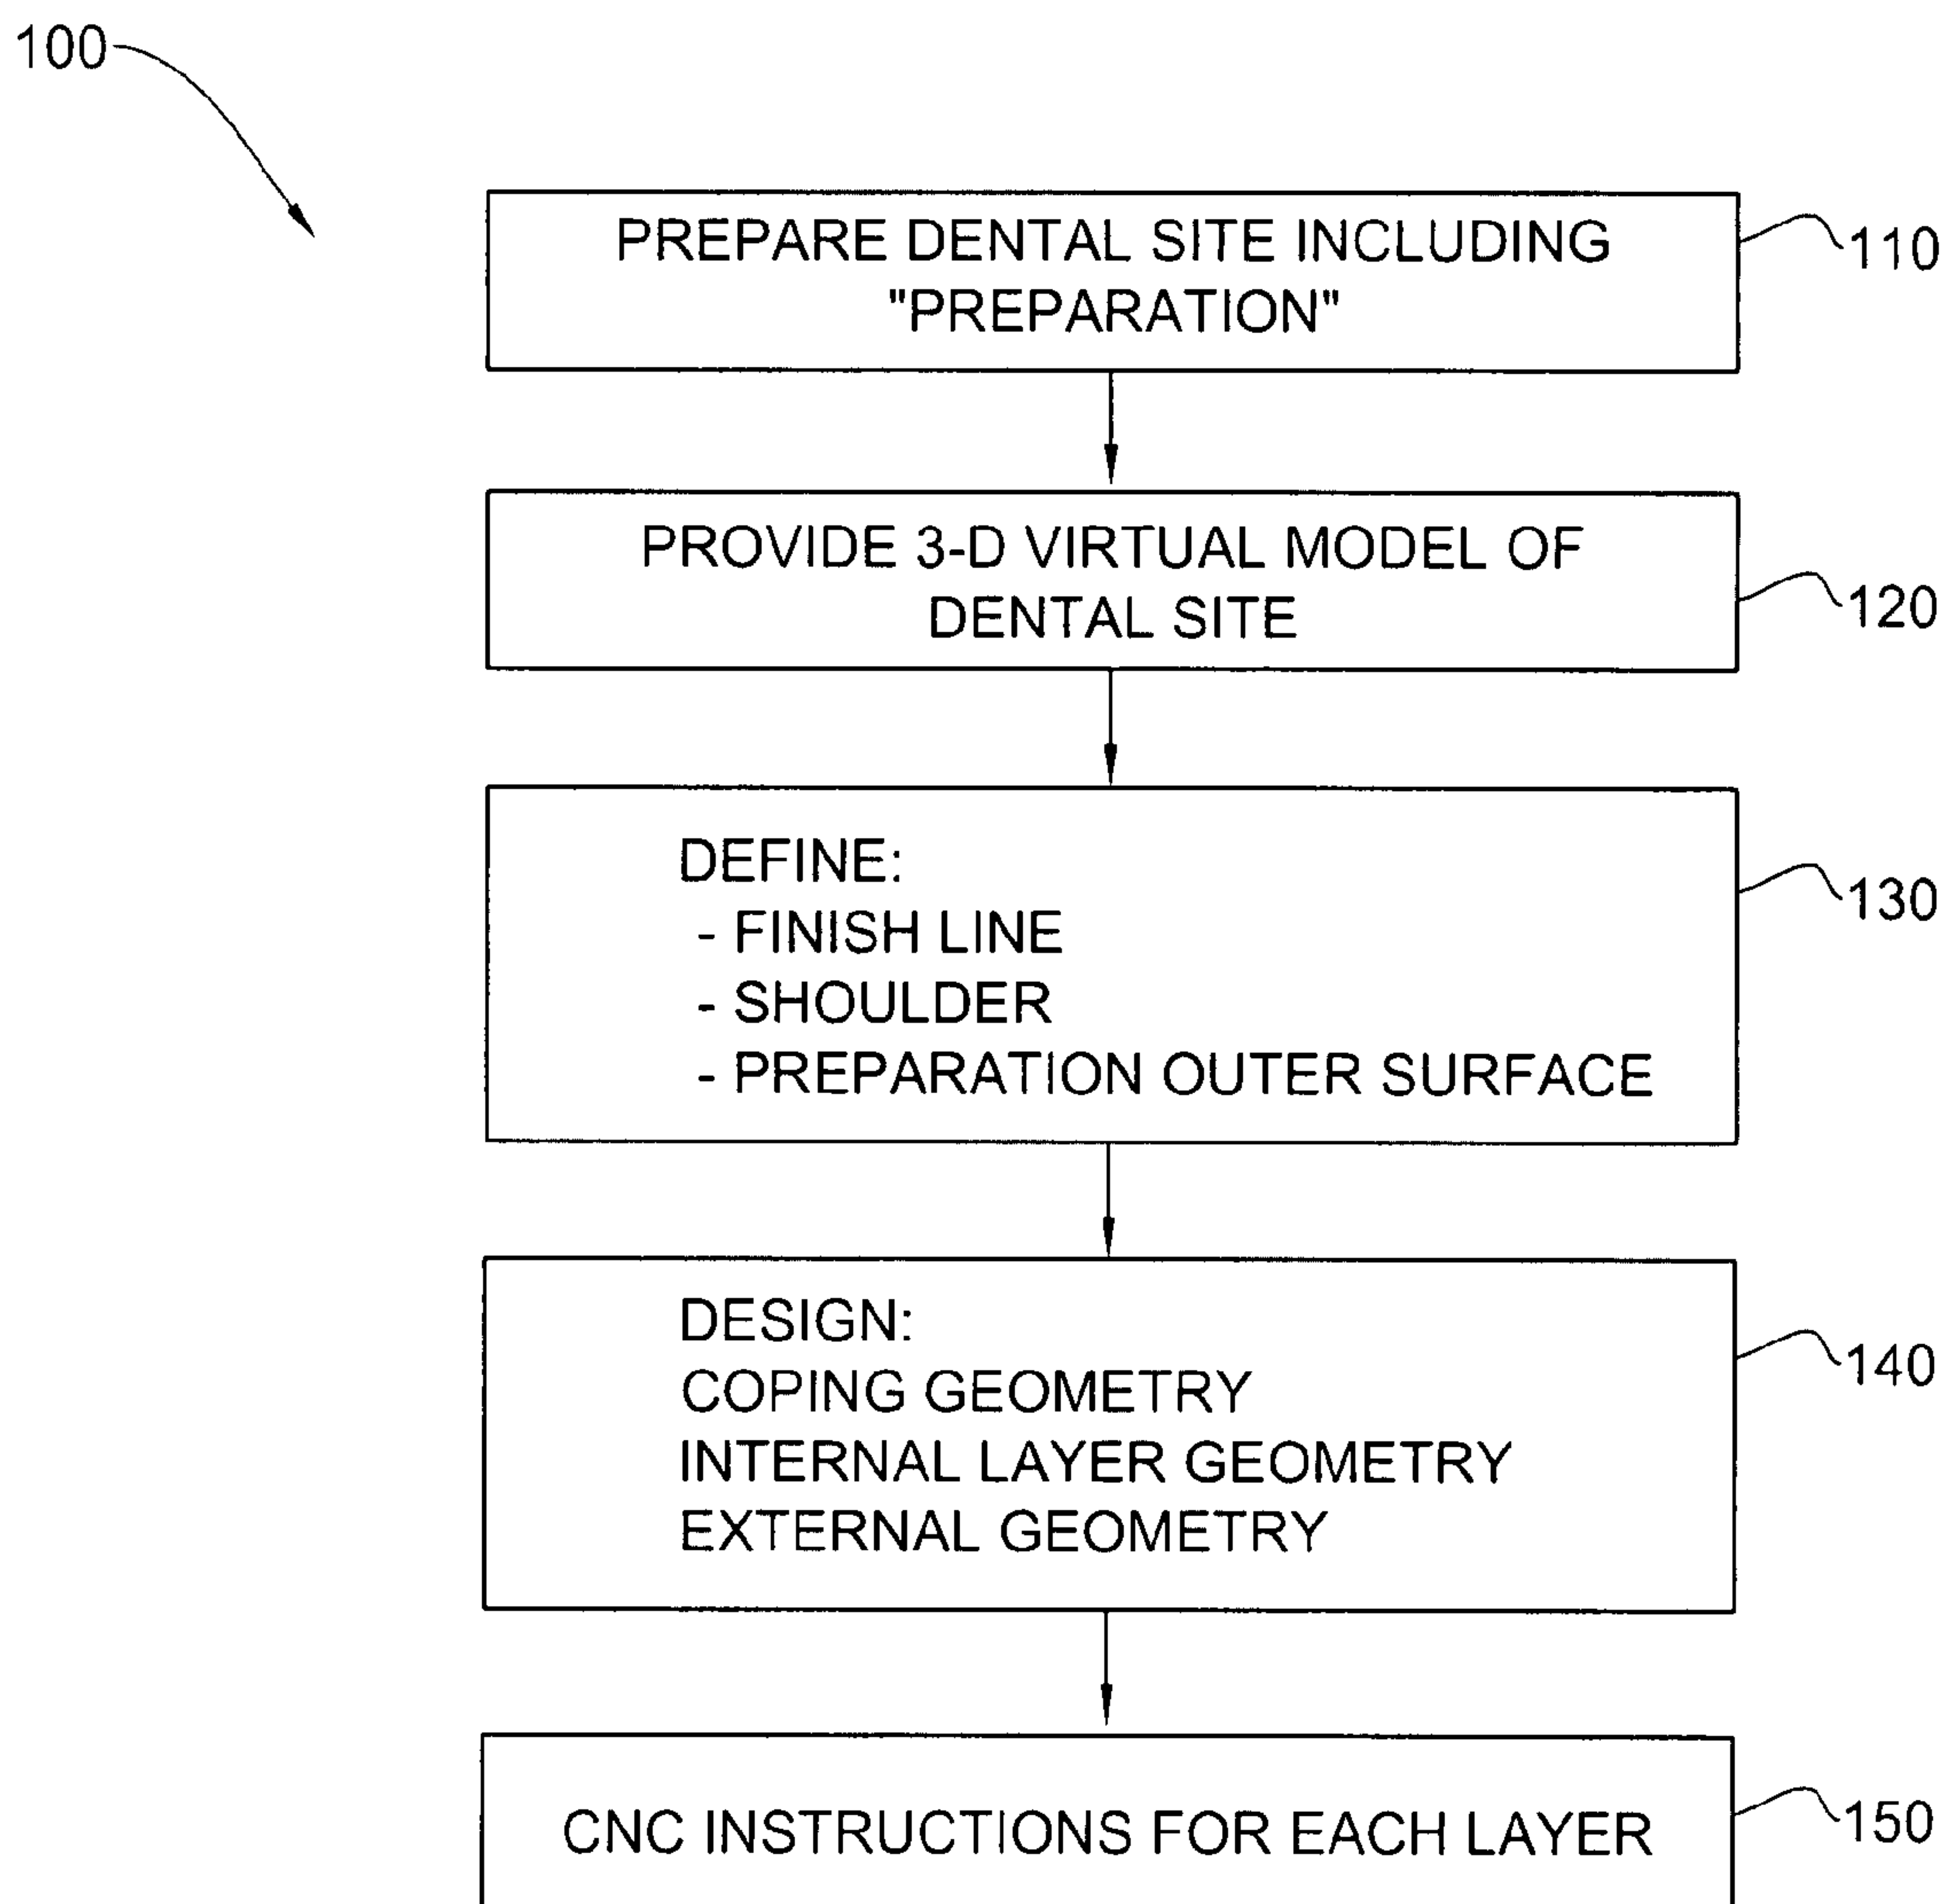 100
PREPARE DENTAL SITE INCLUDING
"PREPARATION"
110
PROVIDE 3-D VIRTUAL MODEL OF
DENTAL SITE
120
DEFINE:
- FINISH LINE
- SHOULDER
- PREPARATION OUTER SURFACE
130
DESIGN:
COPING GEOMETRY
INTERNAL LAYER GEOMETRY
EXTERNAL GEOMETRY
140
CNC INSTRUCTIONS FOR EACH LAYER
150